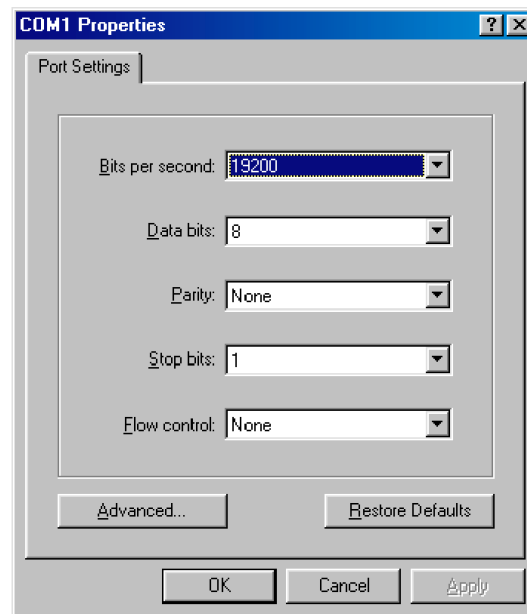 COM1 Properties
Port Settings
Bits per second: 19200
Data bits: 8
Parity: None
Stop bits: 1
Flow control: None
Advanced... Restore Defaults
OK Cancel Apply